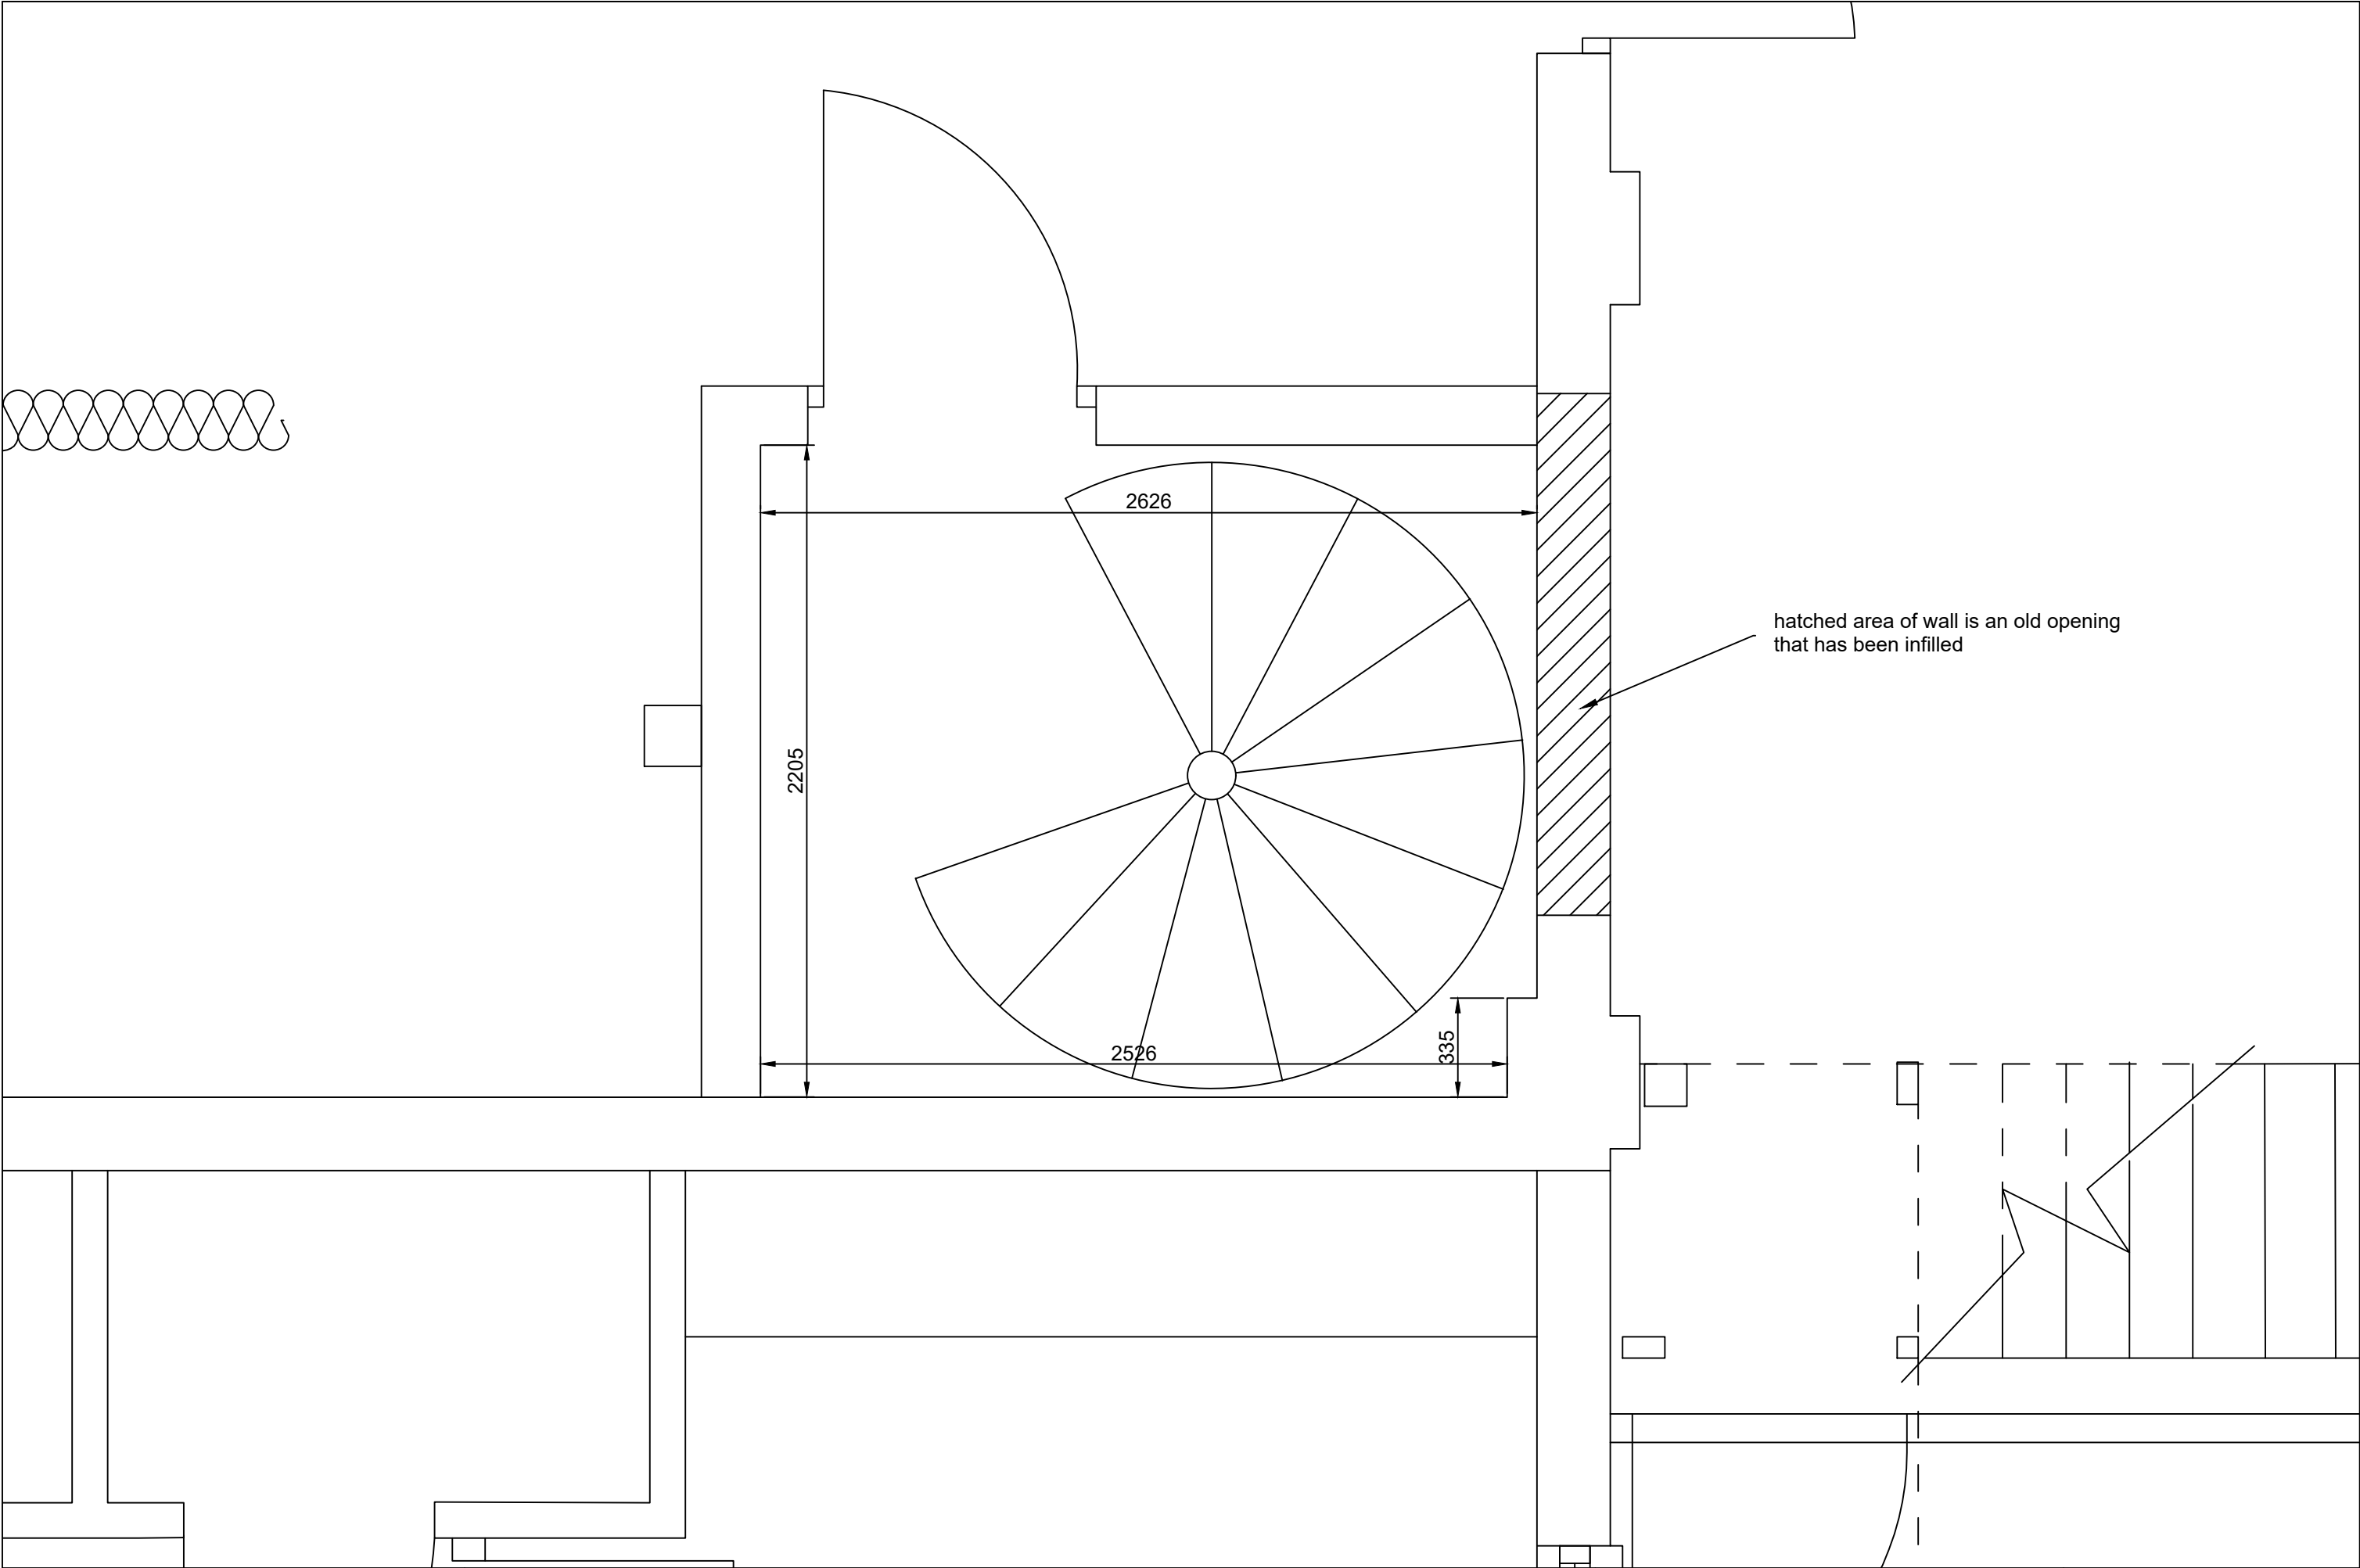 2626
hatched area of wall is an old opening
that has been infilled
2205
335
2526